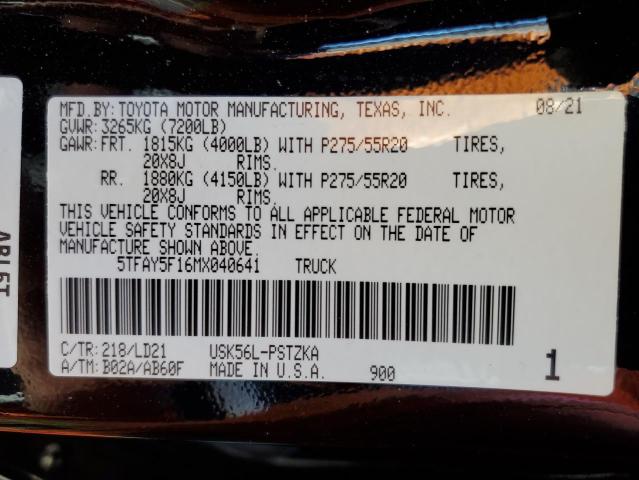 MFD.BY: TOYOTA MOTOR MANUFACTURING, TEXAS, INC. 08/21
GVWR: 3265KG (7200LB)
GAWR: FRT. 1815KG (4000LB) WITH P275/55R20 TIRES,
20X8J RIMS.
RR. 1880KG (4150LB) WITH P275/55R20 TIRES,
20X8J RIMS.
THIS VEHICLE CONFORMS TO ALL APPLICABLE FEDERAL MOTOR
VEHICLE SAFETY STANDARDS IN EFFECT ON THE DATE OF
MANUFACTURE SHOWN ABOVE.
5TFAY5F16MX040641 TRUCK
C/TR: 218/LD21 USK56L-PSTZKA
A/TM: B02A/AB60F MADE IN U.S.A. 900 1